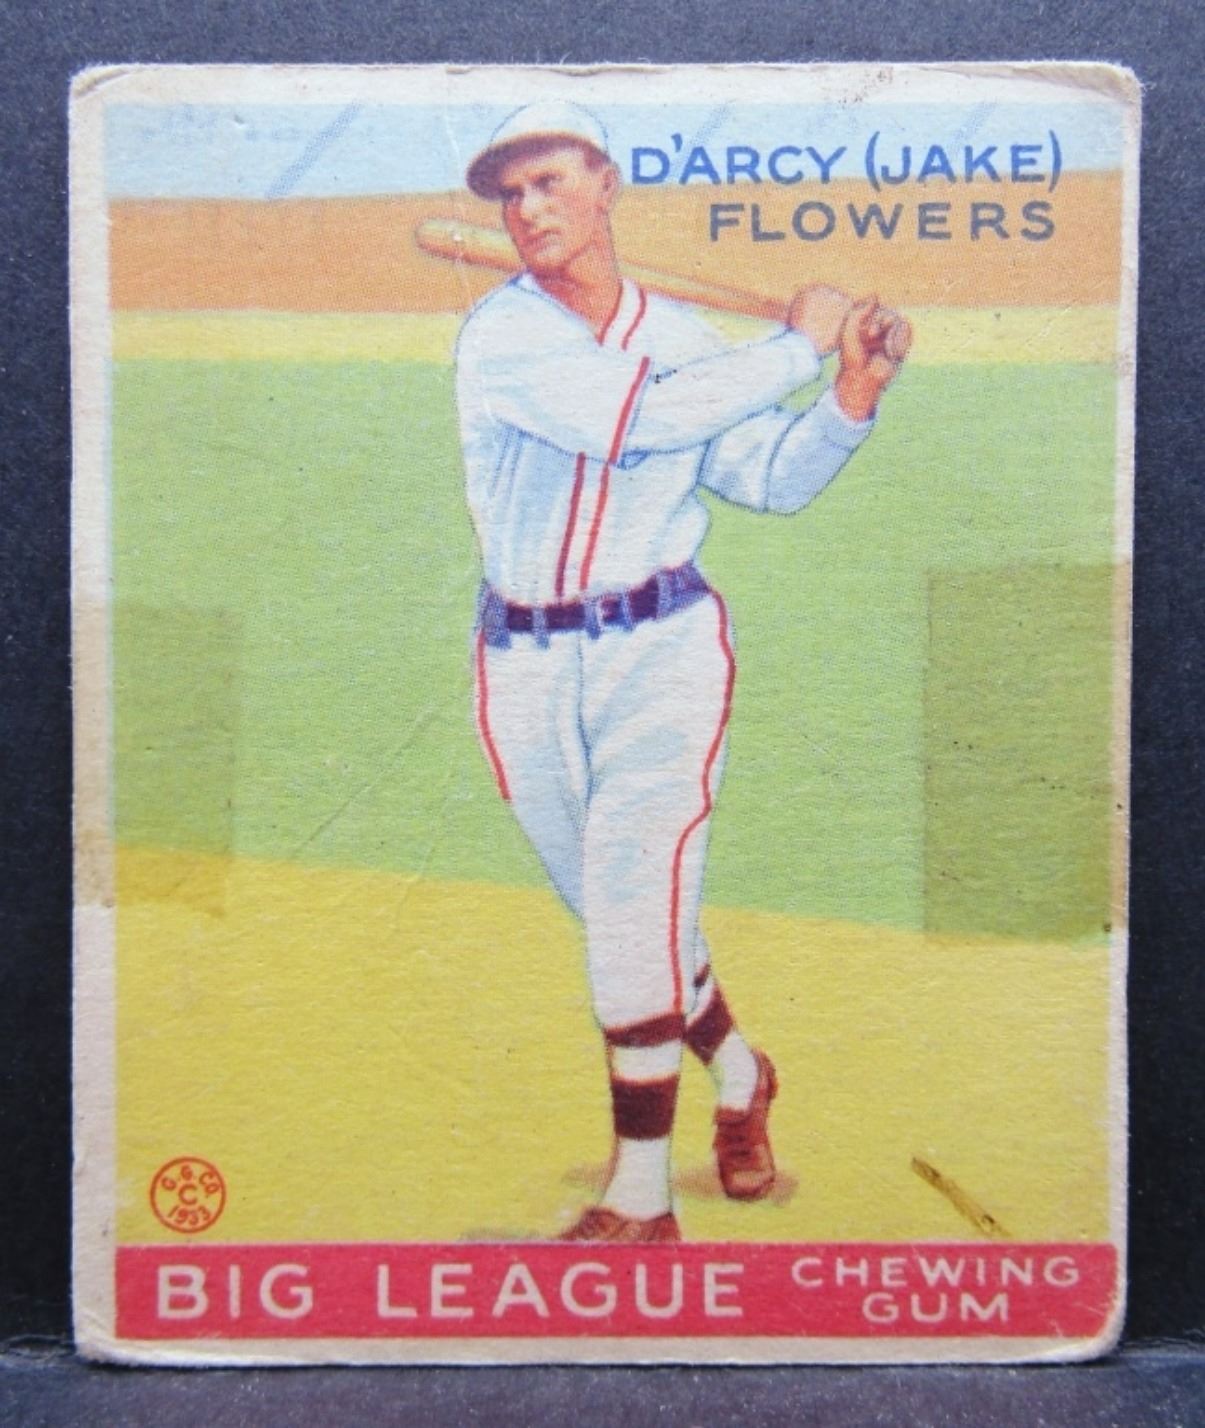 D'ARCY (JAKE)
FLOWERS
G. G. CO.
C
1933
BIG LEAGUE CHEWING
GUM